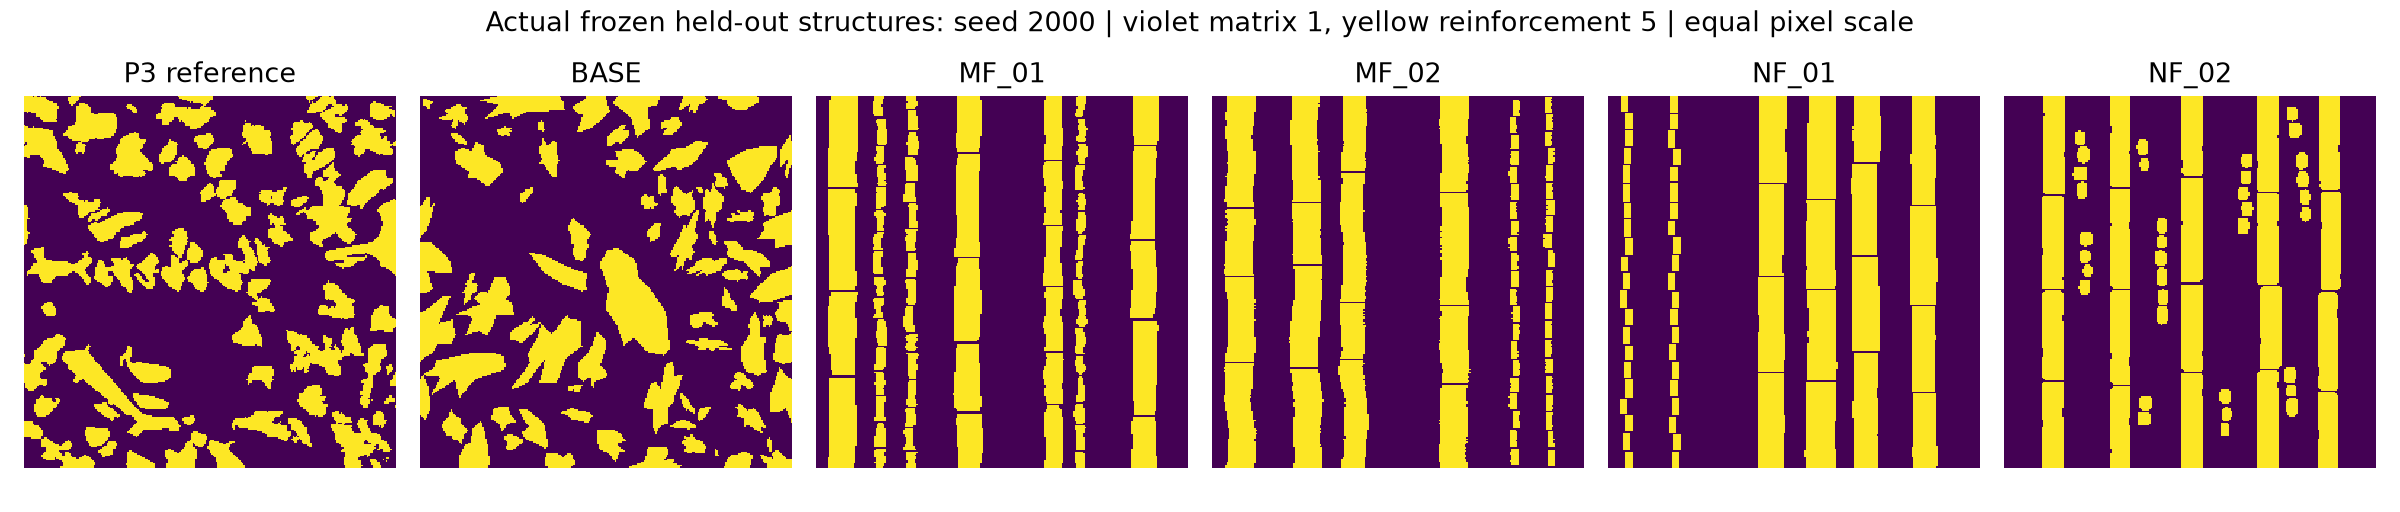 Actual frozen held-out structures: seed 2000 | violet matrix 1, yellow reinforcement 5 | equal pixel scale
P3 reference
BASE
MF_01
MF_02
NF_01
NF_02